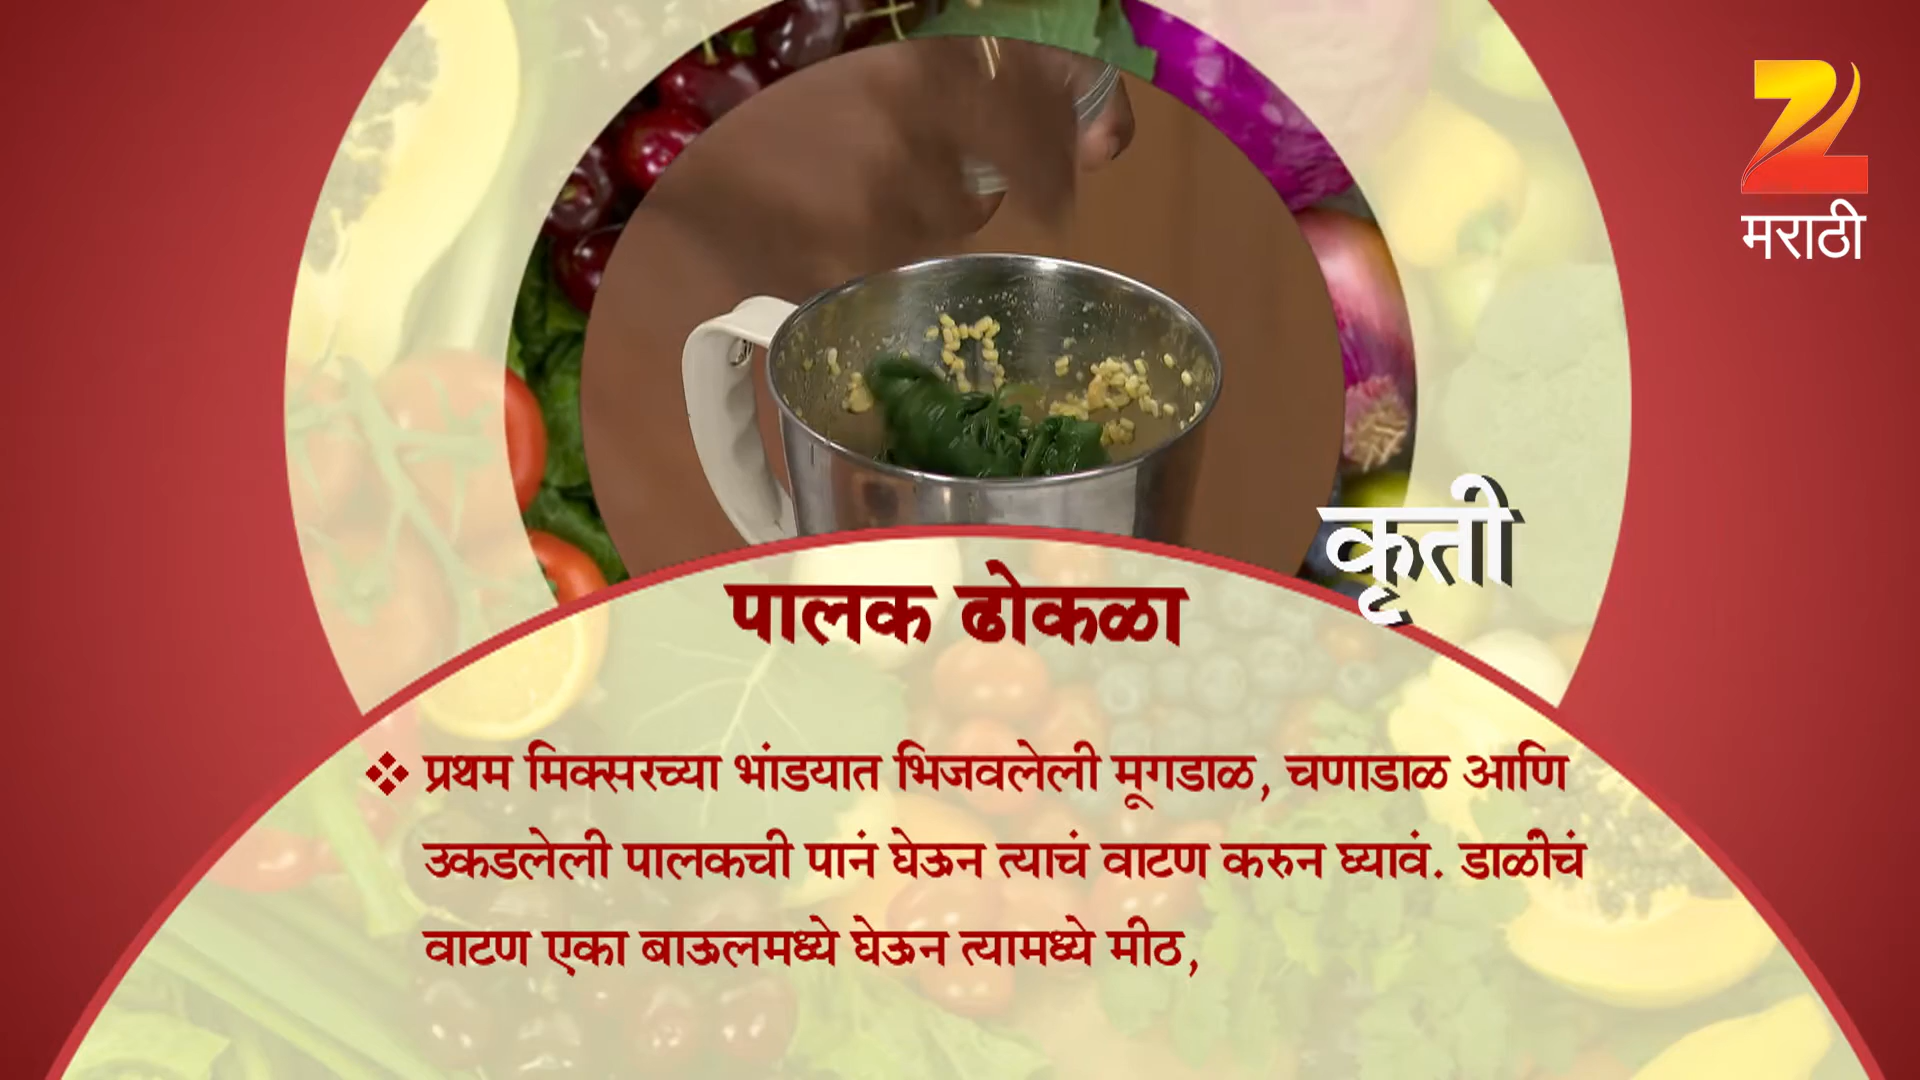 मराठी
कृती
पालक ढोकळा
❖ प्रथम मिक्सरच्या भांडयात भिजवलेली मूगडाळ, चणाडाळ आणि
उकडलेली पालकची पानं घेऊन त्याचं वाटण करुन घ्यावं. डाळींचं
वाटण एका बाऊलमध्ये घेऊन त्यामध्ये मीठ,